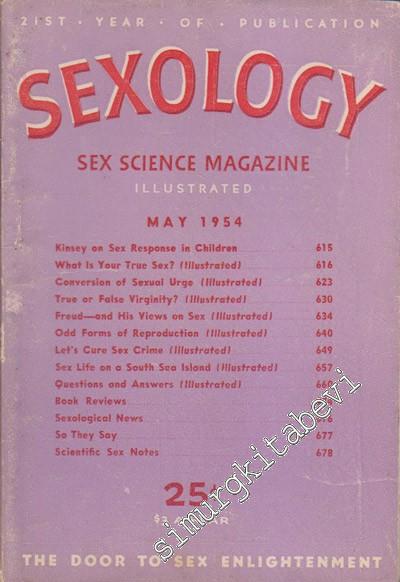 21ST · YEAR · OF · PUBLICATION
SEXOLOGY
SEX SCIENCE MAGAZINE
ILLUSTRATED
MAY 1954
Kinsey on Sex Response in Children 615
What Is Your True Sex? (Illustrated) 616
Conversion of Sexual Urge (Illustrated) 623
True or False Virginity? (Illustrated) 630
Freud—and His Views on Sex (Illustrated) 634
Odd Forms of Reproduction (Illustrated) 640
Let's Cure Sex Crime (Illustrated) 649
Sex Life on a South Sea Island (Illustrated) 657
Questions and Answers (Illustrated) 660
Book Reviews
Sexological News
So They Say 677
Scientific Sex Notes 678
25¢
$3 A YEAR
THE DOOR TO SEX ENLIGHTENMENT
simurgkitabevi